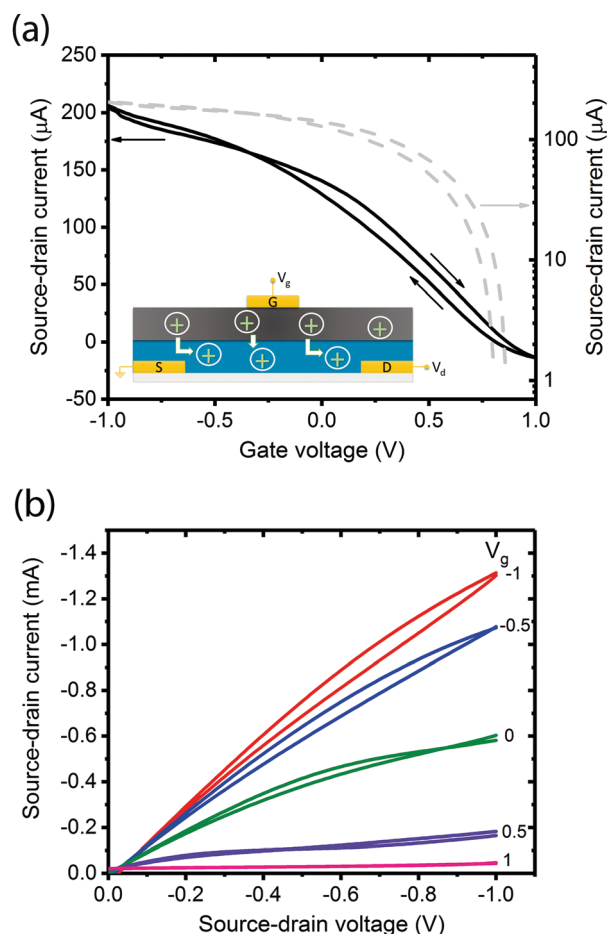 (a)
Source-drain current (μA)
250
200
150
100
50
0
-50
-1.0 -0.5 0.0 0.5 1.0
Gate voltage (V)
100
10
1
Source-drain current (μA)
Vg
G
+ + + +
+ + +
S D
Vd
(b)
Source-drain current (mA)
-1.4
-1.2
-1.0
-0.8
-0.6
-0.4
-0.2
0.0
0.0 -0.2 -0.4 -0.6 -0.8 -1.0
Source-drain voltage (V)
Vg
-1
-0.5
0
0.5
1